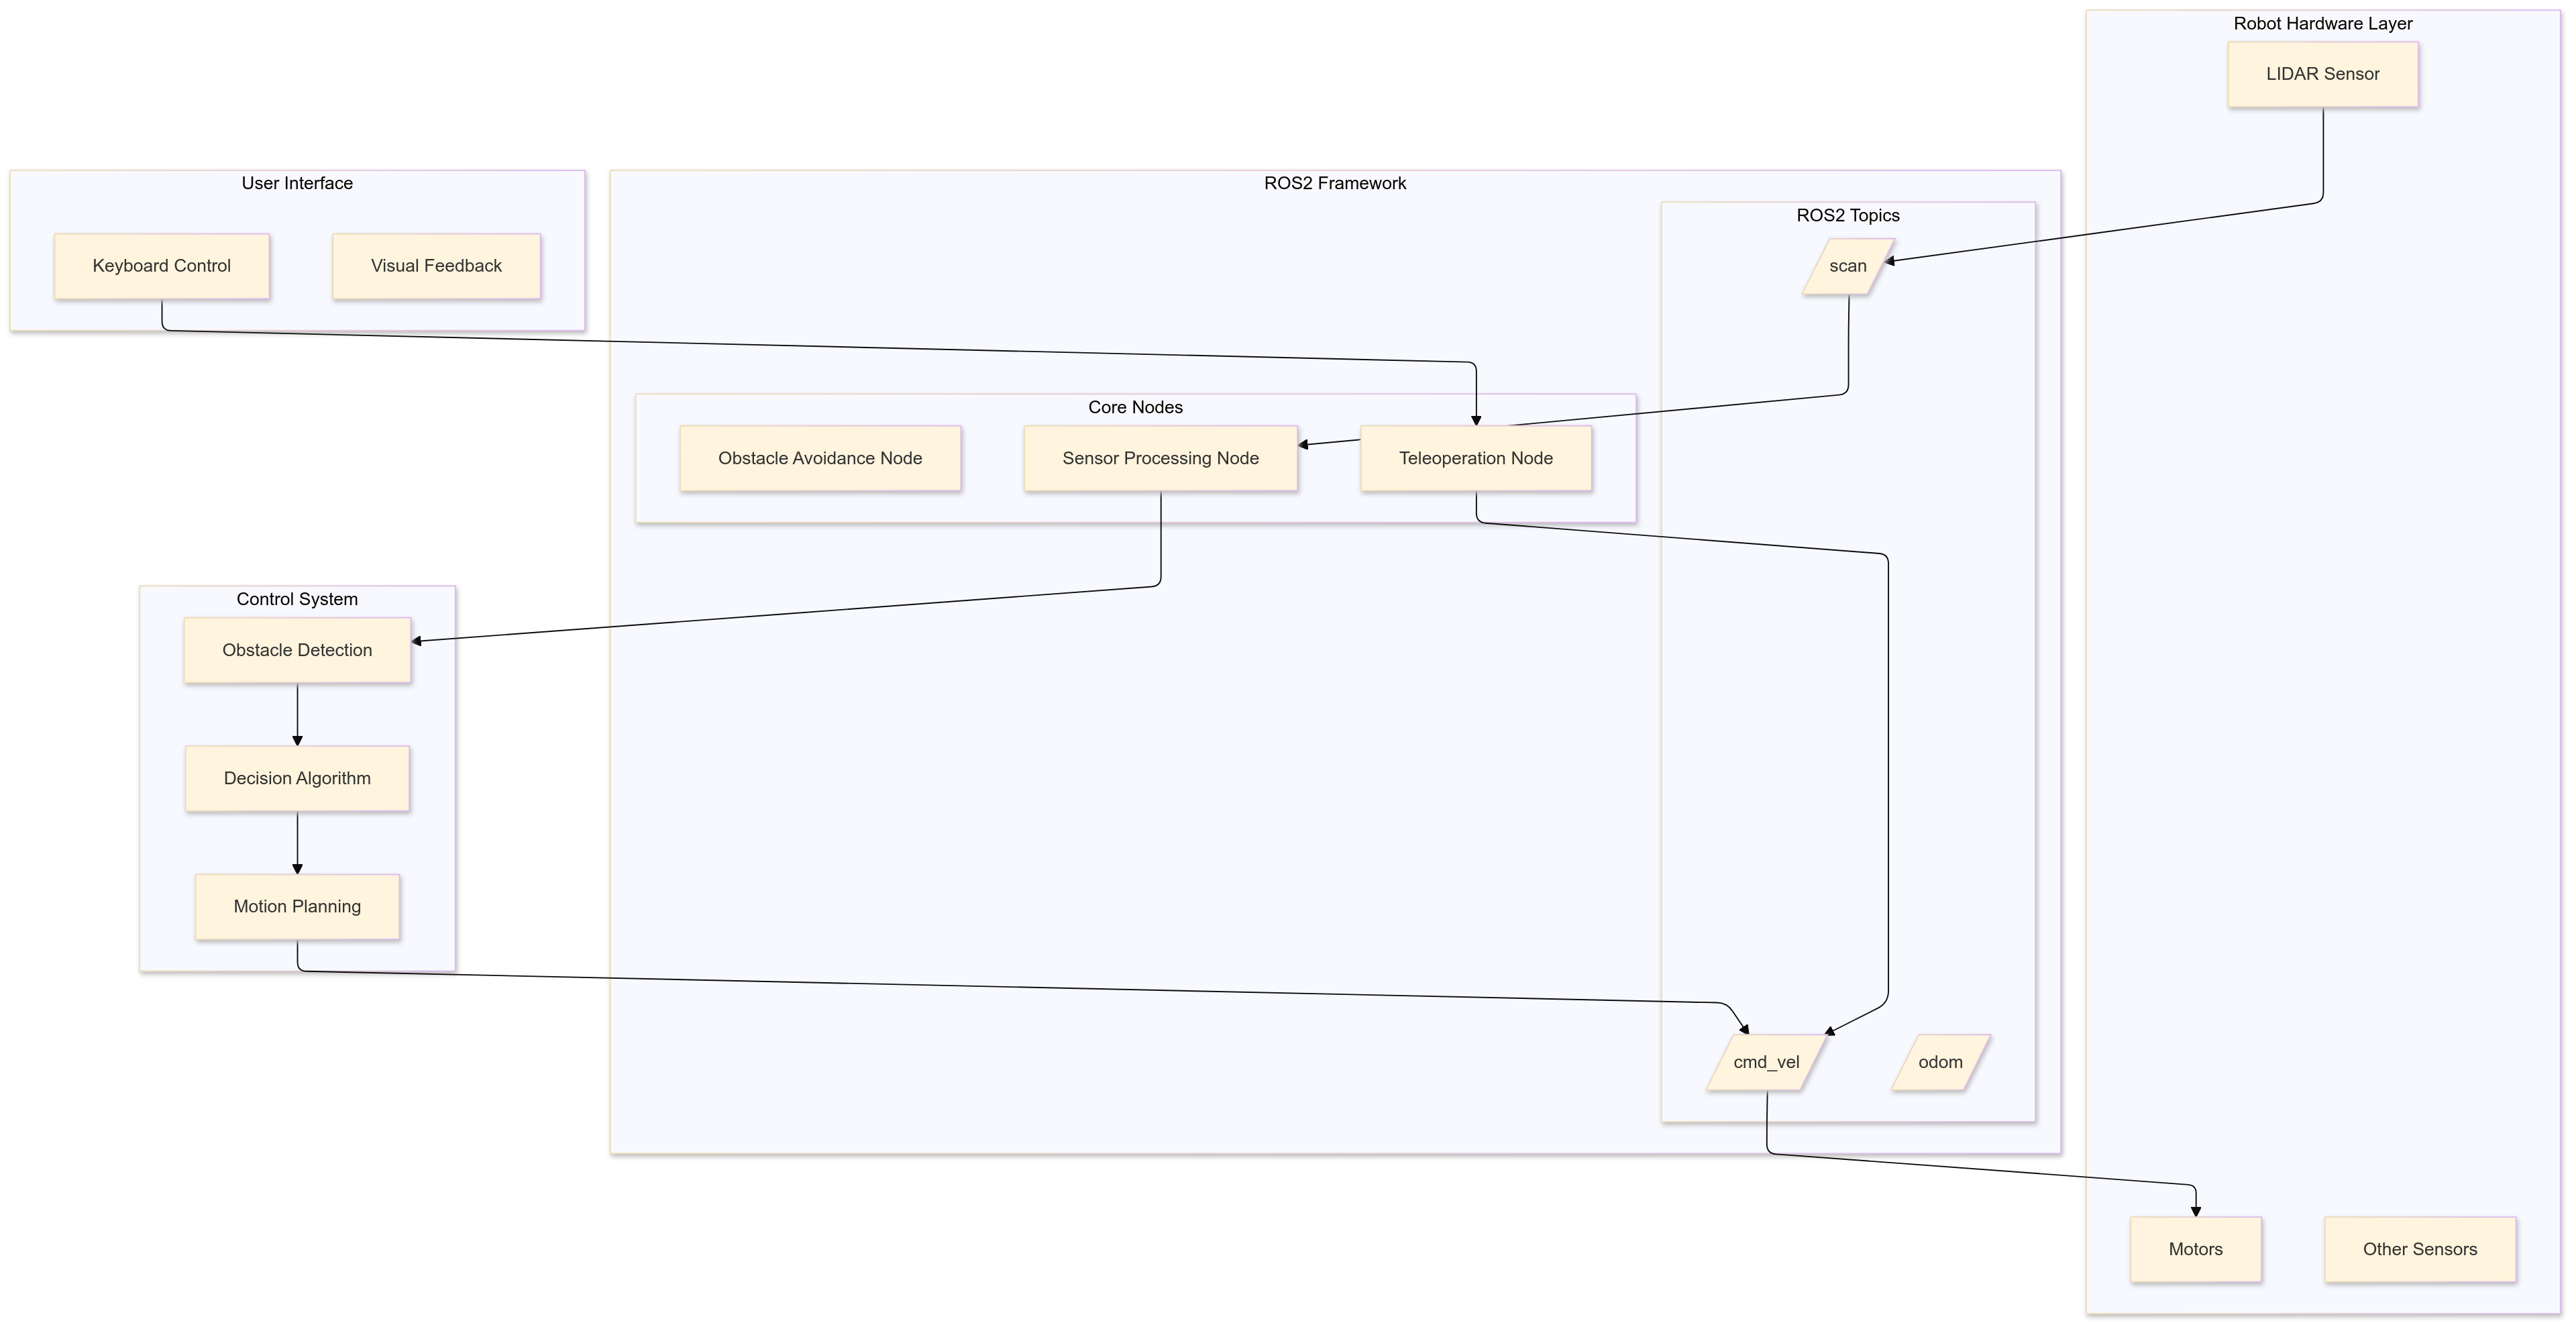 Robot Hardware Layer
LIDAR Sensor
User Interface
Keyboard Control
Visual Feedback
ROS2 Framework
ROS2 Topics
scan
Core Nodes
Obstacle Avoidance Node
Sensor Processing Node
Teleoperation Node
Control System
Obstacle Detection
Decision Algorithm
Motion Planning
cmd_vel
odom
Motors
Other Sensors